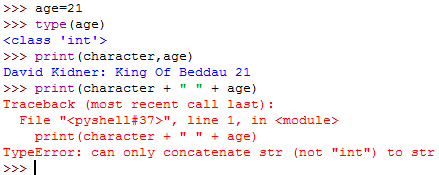 >>> age=21
>>> type(age)
<class 'int'>
>>> print(character,age)
David Kidner: King Of Beddau 21
>>> print(character + " " + age)
Traceback (most recent call last):
  File "<pyshell#37>", line 1, in <module>
    print(character + " " + age)
TypeError: can only concatenate str (not "int") to str
>>>